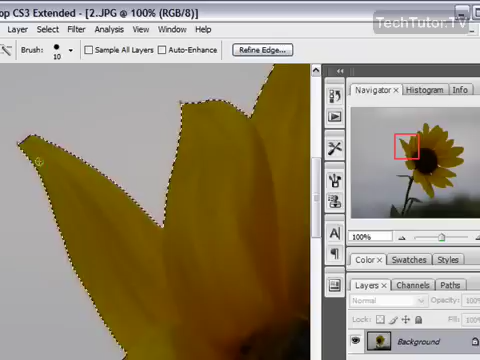 op CS3 Extended - [2.JPG @ 100% (RGB/8)]
TechTutor.TV
Layer Select Filter Analysis View Window Help
Brush: 10 Sample All Layers Auto-Enhance Refine Edge...
Navigator × Histogram Info
100%
Color × Swatches Styles
Layers × Channels Paths
Normal Opacity: 100%
Lock: Fill: 100
Background